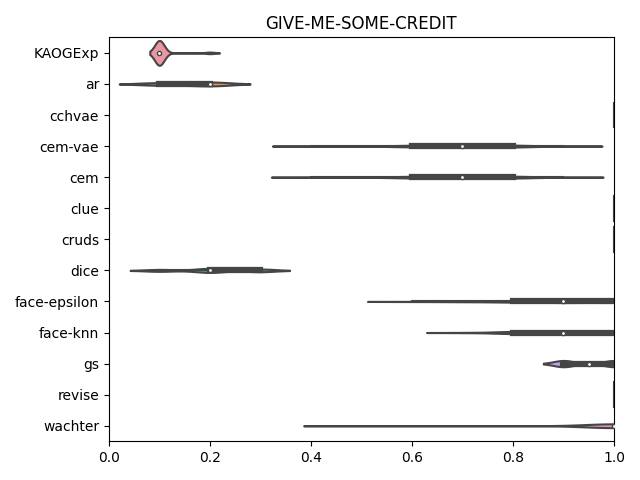 GIVE-ME-SOME-CREDIT
KAOGExp
ar
cchvae
cem-vae
cem
clue
cruds
dice
face-epsilon
face-knn
gs
revise
wachter
0.0 0.2 0.4 0.6 0.8 1.0